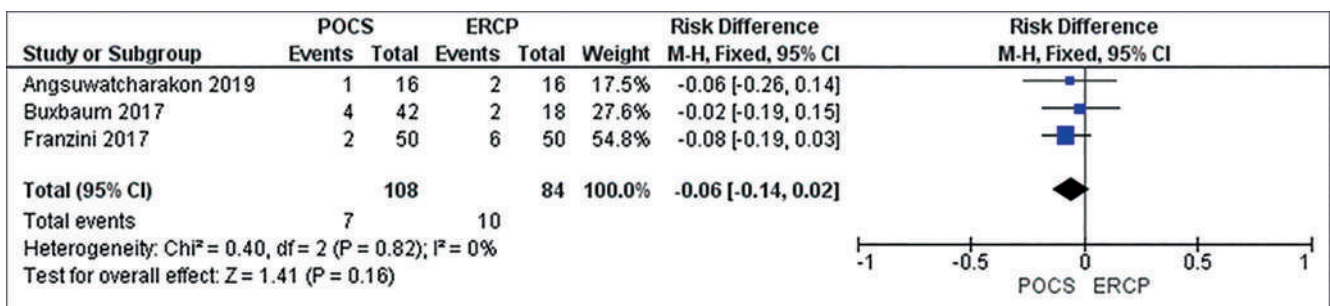 POCS ERCP Risk Difference Risk Difference
Study or Subgroup Events Total Events Total Weight M-H, Fixed, 95% CI M-H, Fixed, 95% CI
Angsuwatcharakon 2019 1 16 2 16 17.5% -0.06 [-0.26, 0.14]
Buxbaum 2017 4 42 2 18 27.6% -0.02 [-0.19, 0.15]
Franzini 2017 2 50 6 50 54.8% -0.08 [-0.19, 0.03]
Total (95% CI) 108 84 100.0% -0.06 [-0.14, 0.02]
Total events 7 10
Heterogeneity: Chi² = 0.40, df = 2 (P = 0.82); I² = 0%
Test for overall effect: Z = 1.41 (P = 0.16)
-1 -0.5 0 0.5 1
POCS ERCP